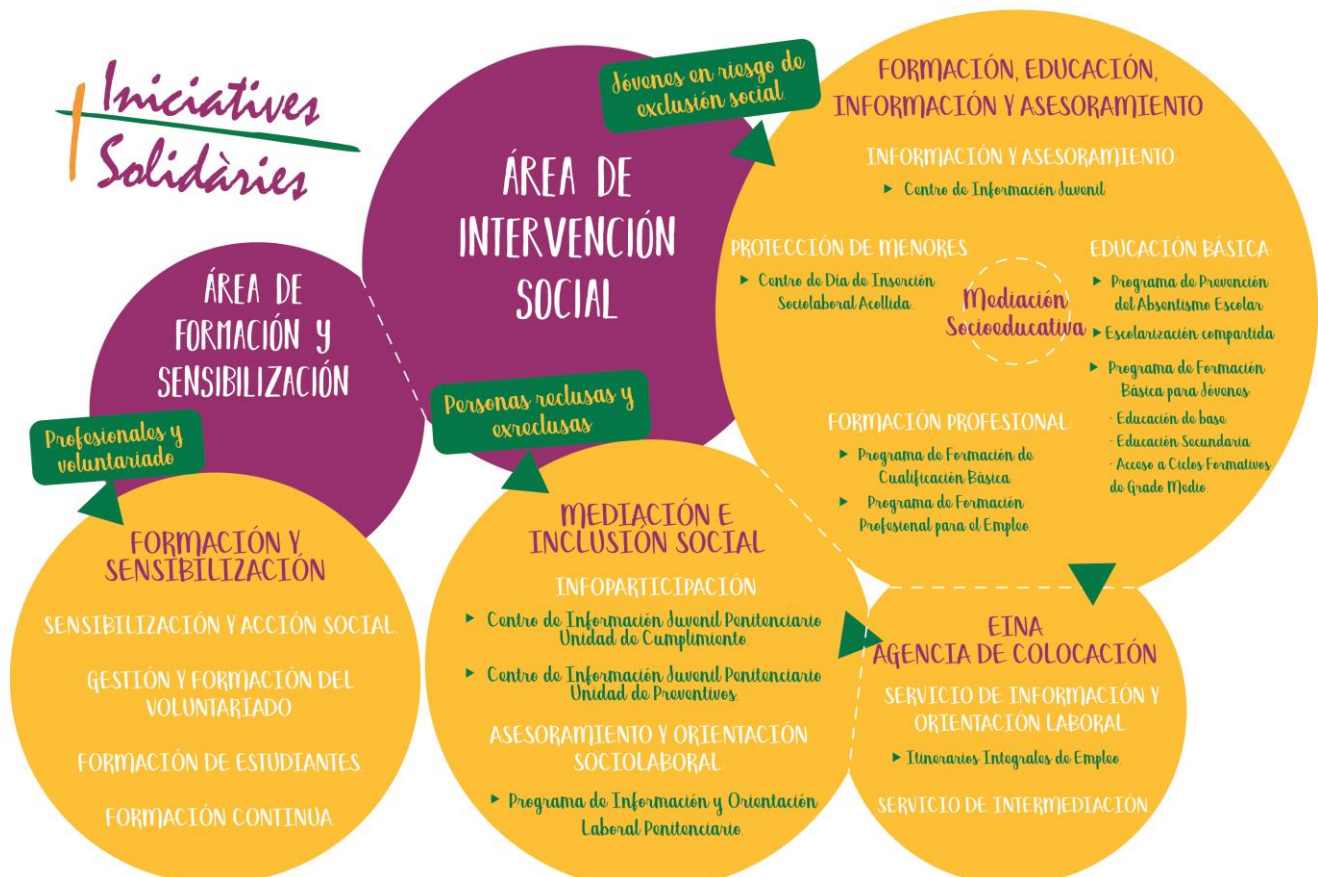 Iniciatives
Solidàries
ÁREA DE
FORMACIÓN Y
SENSIBILIZACIÓN
Profesionales y
voluntariado
FORMACIÓN Y
SENSIBILIZACIÓN
SENSIBILIZACIÓN Y ACCIÓN SOCIAL.
GESTIÓN Y FORMACIÓN DEL
VOLUNTARIADO.
FORMACIÓN DE ESTUDIANTES.
FORMACIÓN CONTINUA.
ÁREA DE
INTERVENCIÓN
SOCIAL
Personas reclusas y
exreclusas
MEDIACIÓN E
INCLUSIÓN SOCIAL
INFOPARTICIPACIÓN:
▶ Centro de Información Juvenil Penitenciario
Unidad de Cumplimiento.
▶ Centro de Información Juvenil Penitenciario
Unidad de Preventivos.
ASESORAMIENTO Y ORIENTACIÓN
SOCIOLABORAL:
▶ Programa de Información y Orientación
Laboral Penitenciario.
Jóvenes en riesgo de
exclusión social.
FORMACIÓN, EDUCACIÓN,
INFORMACIÓN Y ASESORAMIENTO
INFORMACIÓN Y ASESORAMIENTO:
▶ Centro de Información Juvenil.
PROTECCIÓN DE MENORES:
▶ Centro de Día de Inserción
Sociolaboral Acollida.
Mediación
Socioeducativa
EDUCACIÓN BÁSICA:
▶ Programa de Prevención
del Absentismo Escolar.
▶ Escolarización compartida.
▶ Programa de Formación
Básica para Jóvenes:
- Educación de base.
- Educación Secundaria.
- Acceso a Ciclos Formativos
de Grado Medio.
FORMACIÓN PROFESIONAL:
▶ Programa de Formación de
Cualificación Básica.
▶ Programa de Formación
Profesional para el Empleo.
EINA
AGENCIA DE COLOCACIÓN
SERVICIO DE INFORMACIÓN Y
ORIENTACIÓN LABORAL:
▶ Itinerarios Integrales de Empleo.
SERVICIO DE INTERMEDIACIÓN.